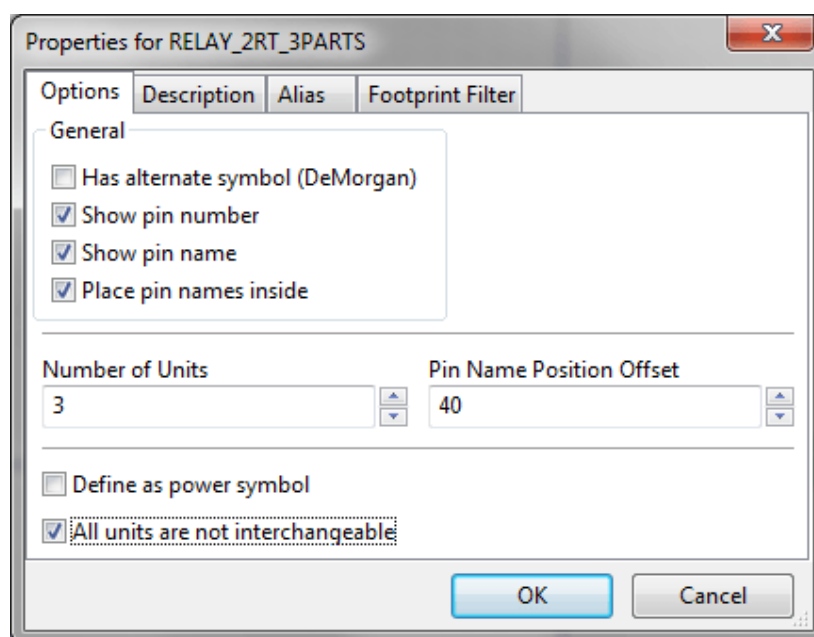 Properties for RELAY_2RT_3PARTS
Options Description Alias Footprint Filter
General
Has alternate symbol (DeMorgan)
Show pin number
Show pin name
Place pin names inside
Number of Units Pin Name Position Offset
3 40
Define as power symbol
All units are not interchangeable
OK Cancel